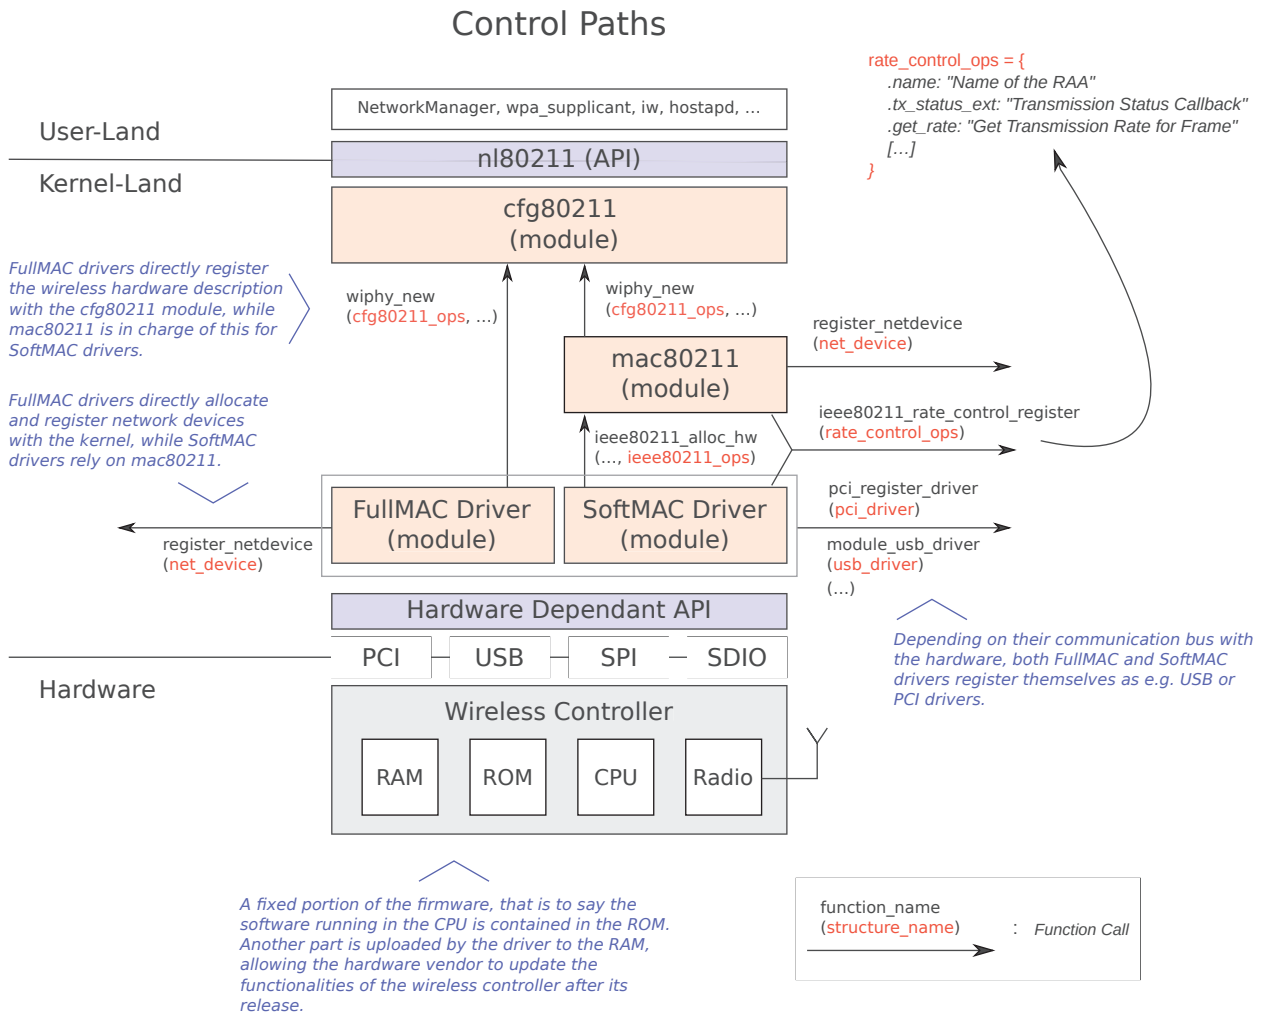 Control Paths
rate_control_ops = {
.name: "Name of the RAA"
.tx_status_ext: "Transmission Status Callback"
.get_rate: "Get Transmission Rate for Frame"
[…]
}
NetworkManager, wpa_supplicant, iw, hostapd, …
User-Land
nl80211 (API)
Kernel-Land
cfg80211
(module)
FullMAC drivers directly register
the wireless hardware description
with the cfg80211 module, while
mac80211 is in charge of this for
SoftMAC drivers.
wiphy_new
(cfg80211_ops, …)
wiphy_new
(cfg80211_ops, …)
mac80211
(module)
register_netdevice
(net_device)
FullMAC drivers directly allocate
and register network devices
with the kernel, while SoftMAC
drivers rely on mac80211.
ieee80211_alloc_hw
(…, ieee80211_ops)
ieee80211_rate_control_register
(rate_control_ops)
FullMAC Driver
(module)
SoftMAC Driver
(module)
register_netdevice
(net_device)
pci_register_driver
(pci_driver)
module_usb_driver
(usb_driver)
(…)
Hardware Dependant API
PCI
USB
SPI
SDIO
Depending on their communication bus with
the hardware, both FullMAC and SoftMAC
drivers register themselves as e.g. USB or
PCI drivers.
Hardware
Wireless Controller
RAM
ROM
CPU
Radio
A fixed portion of the firmware, that is to say the
software running in the CPU is contained in the ROM.
Another part is uploaded by the driver to the RAM,
allowing the hardware vendor to update the
functionalities of the wireless controller after its
release.
function_name
(structure_name)
: Function Call